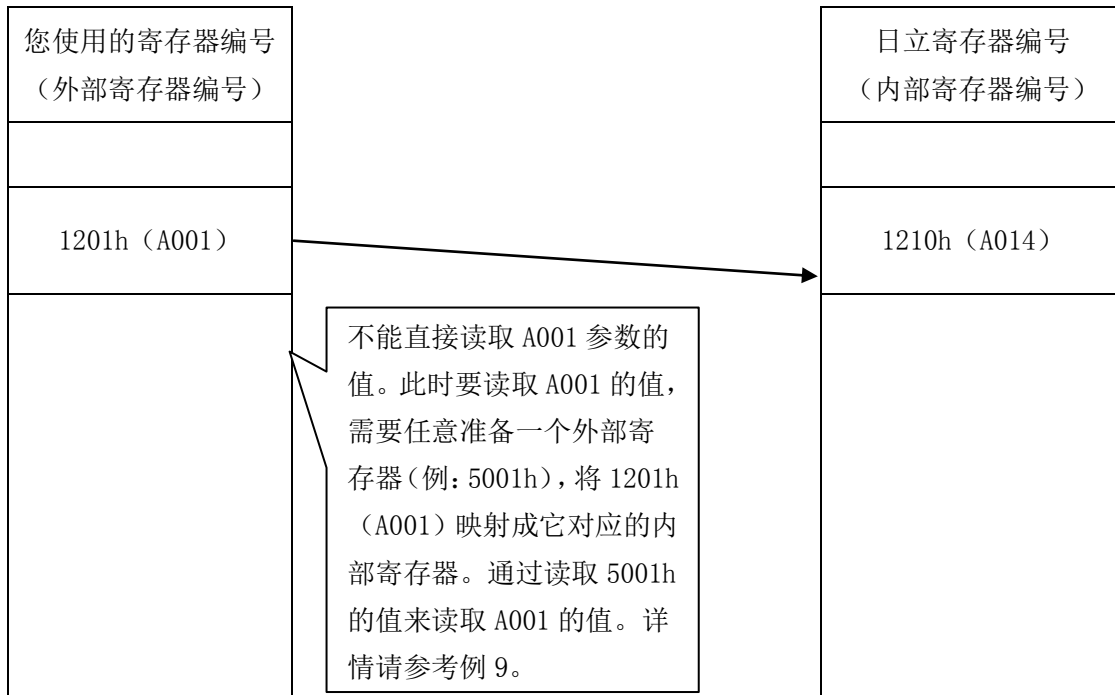 您使用的寄存器编号
（外部寄存器编号）
日立寄存器编号
（内部寄存器编号）
1201h（A001）
1210h（A014）
不能直接读取 A001 参数的
值。此时要读取 A001 的值，
需要任意准备一个外部寄
存器（例：5001h），将 1201h
（A001）映射成它对应的内
部寄存器。通过读取 5001h
的值来读取 A001 的值。详
情请参考例 9。